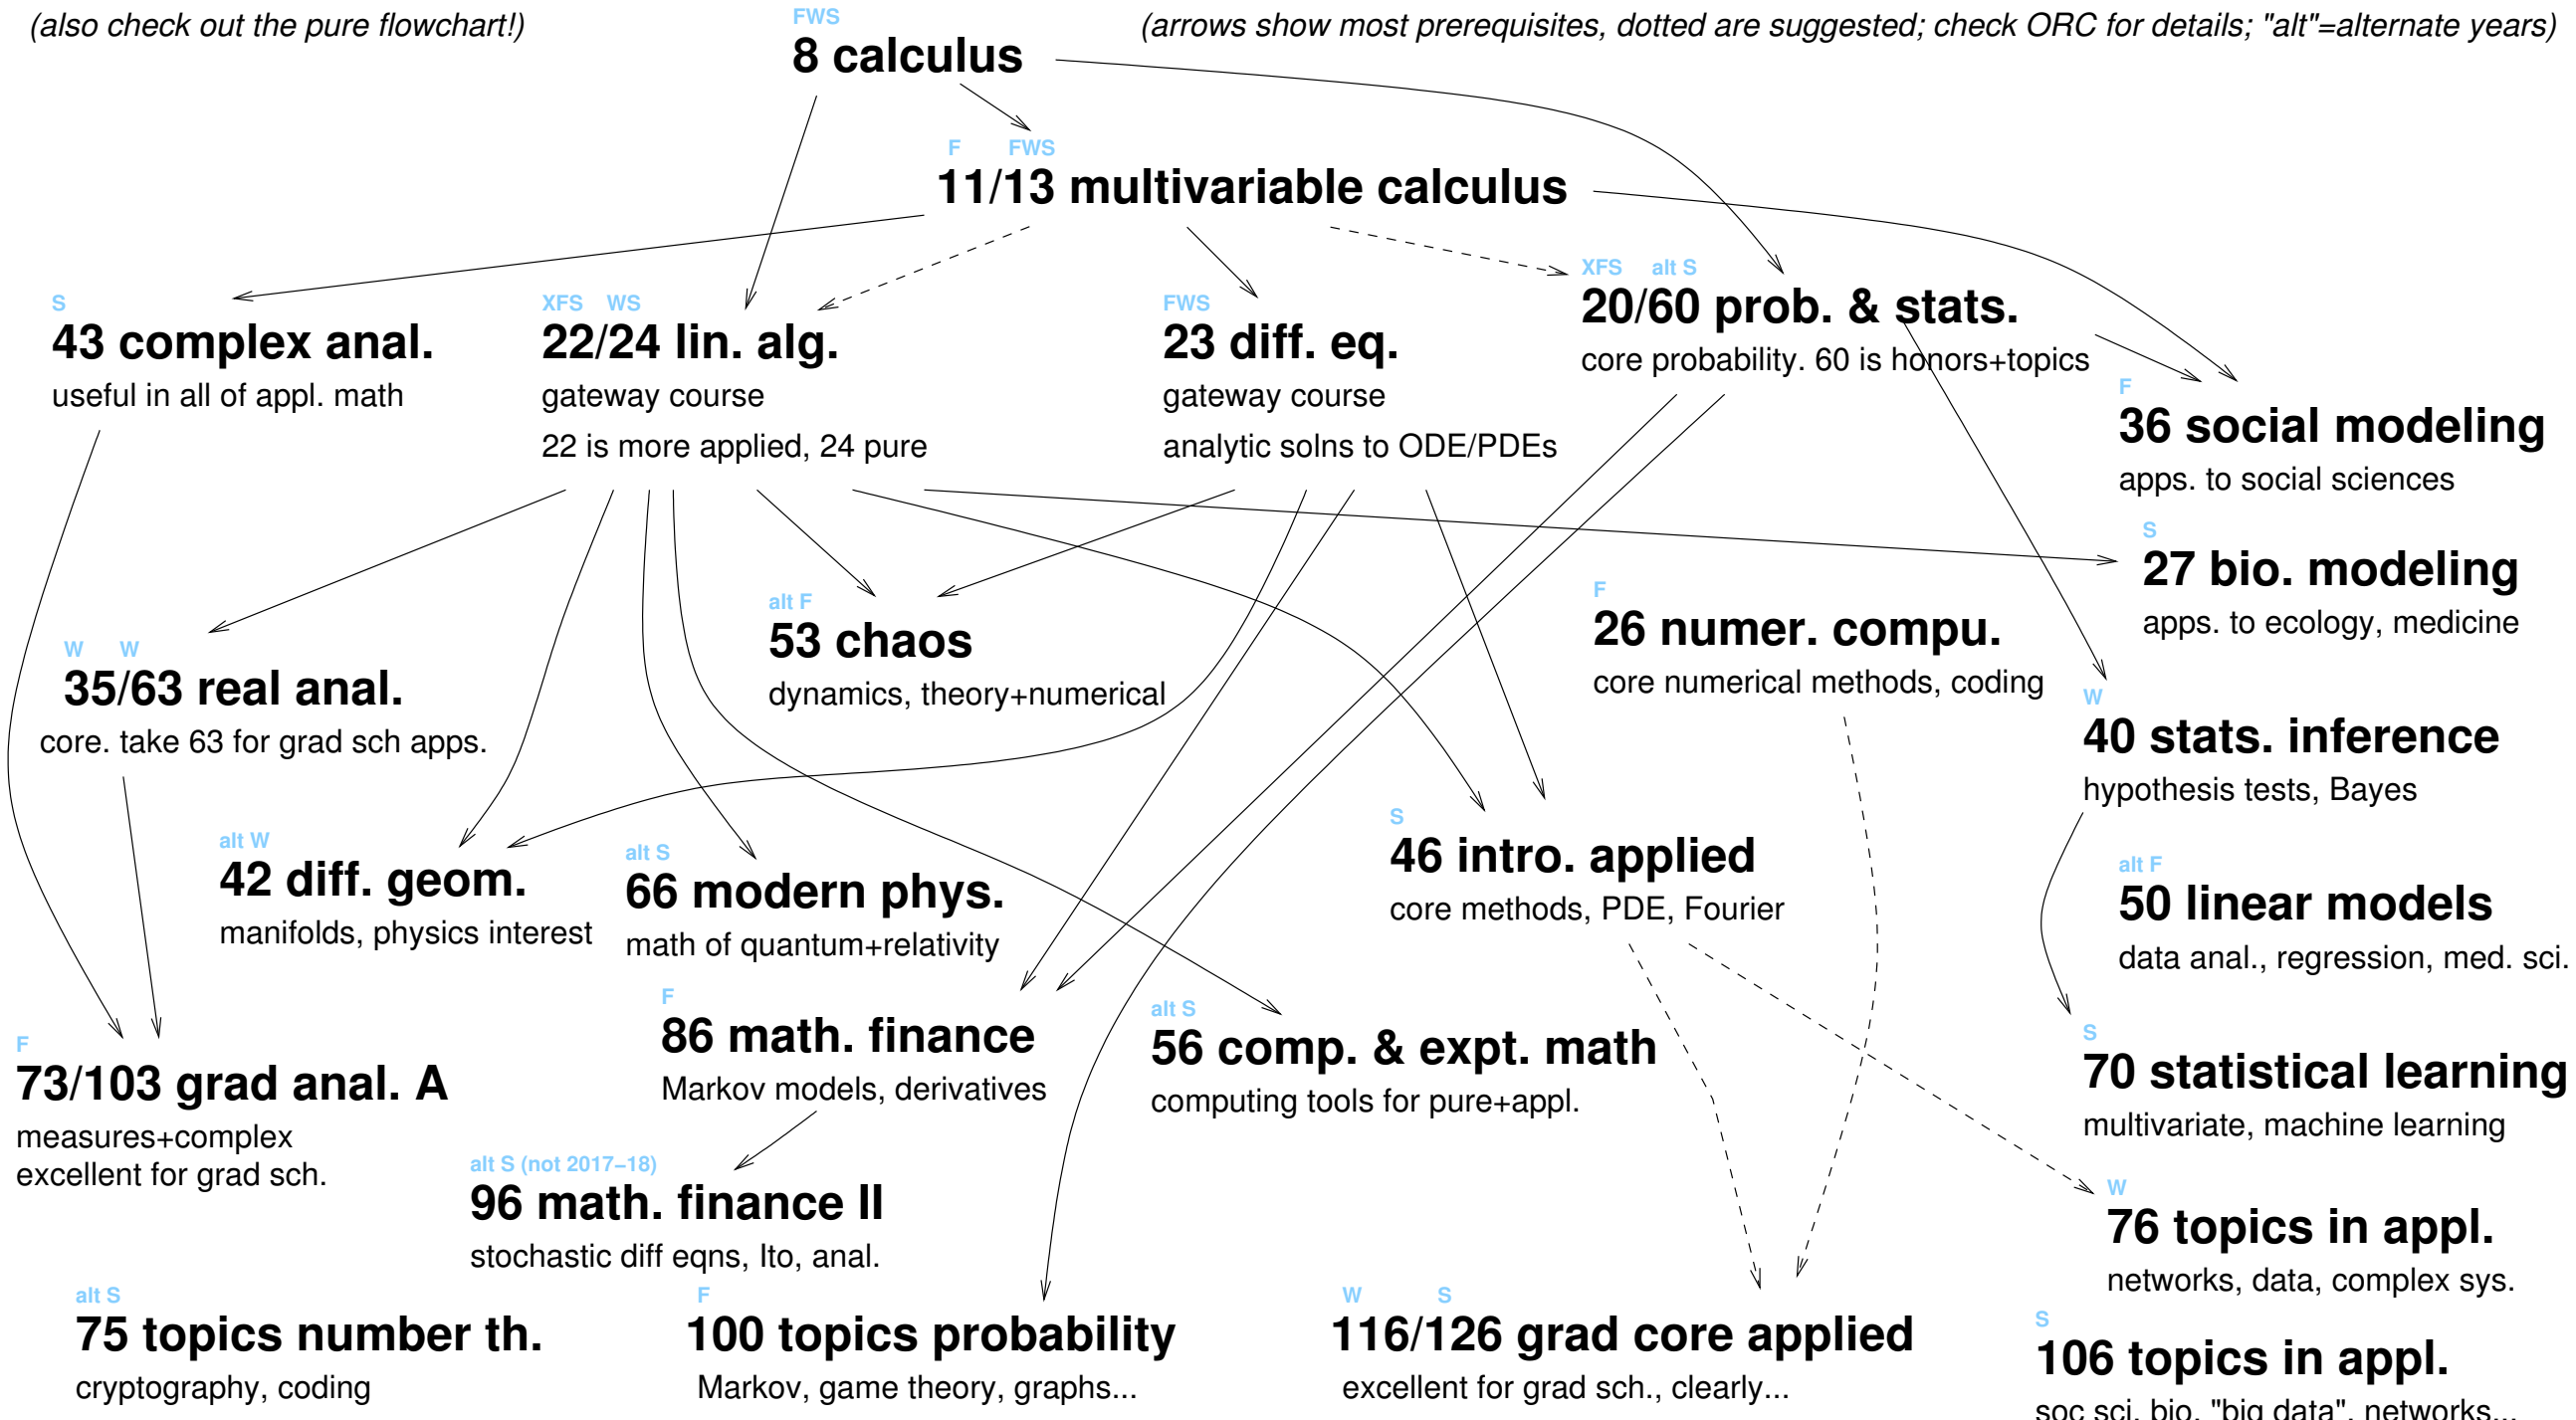 (also check out the pure flowchart!)
FWS
8 calculus
(arrows show most prerequisites, dotted are suggested; check ORC for details; "alt"=alternate years)
F FWS
11/13 multivariable calculus
S
43 complex anal.
useful in all of appl. math
XFS WS
22/24 lin. alg.
gateway course
22 is more applied, 24 pure
FWS
23 diff. eq.
gateway course
analytic solns to ODE/PDEs
XFS alt S
20/60 prob. & stats.
core probability. 60 is honors+topics
F
36 social modeling
apps. to social sciences
S
27 bio. modeling
apps. to ecology, medicine
alt F
53 chaos
dynamics, theory+numerical
F
26 numer. compu.
core numerical methods, coding
W W
35/63 real anal.
core. take 63 for grad sch apps.
W
40 stats. inference
hypothesis tests, Bayes
alt W
42 diff. geom.
manifolds, physics interest
alt S
66 modern phys.
math of quantum+relativity
S
46 intro. applied
core methods, PDE, Fourier
alt F
50 linear models
data anal., regression, med. sci.
F
73/103 grad anal. A
measures+complex
excellent for grad sch.
F
86 math. finance
Markov models, derivatives
alt S
56 comp. & expt. math
computing tools for pure+appl.
S
70 statistical learning
multivariate, machine learning
alt S (not 2017−18)
96 math. finance II
stochastic diff eqns, Ito, anal.
W
76 topics in appl.
networks, data, complex sys.
alt S
75 topics number th.
cryptography, coding
F
100 topics probability
Markov, game theory, graphs...
W S
116/126 grad core applied
excellent for grad sch., clearly...
S
106 topics in appl.
soc sci, bio, "big data", networks...